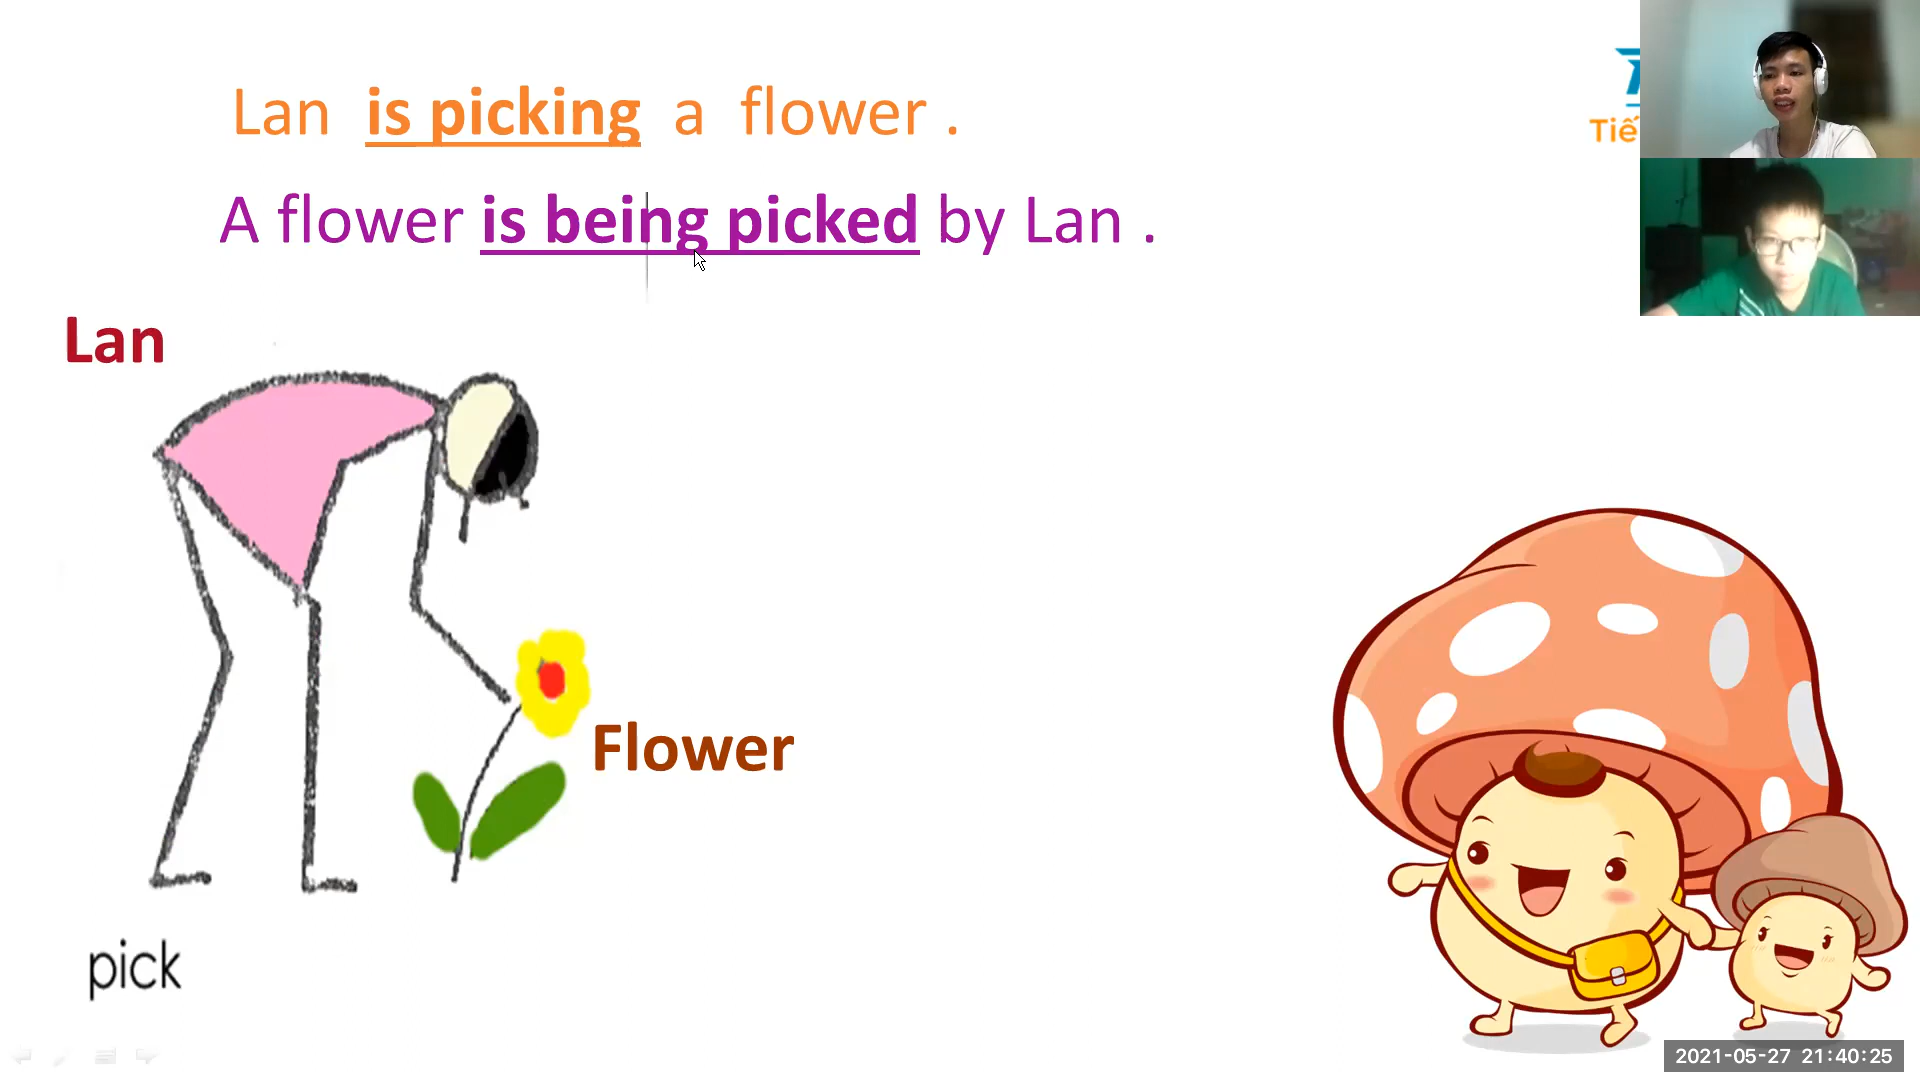 Lan is picking a flower .
A flower is being picked by Lan .
Lan
Flower
pick
2021-05-27 21:40:25